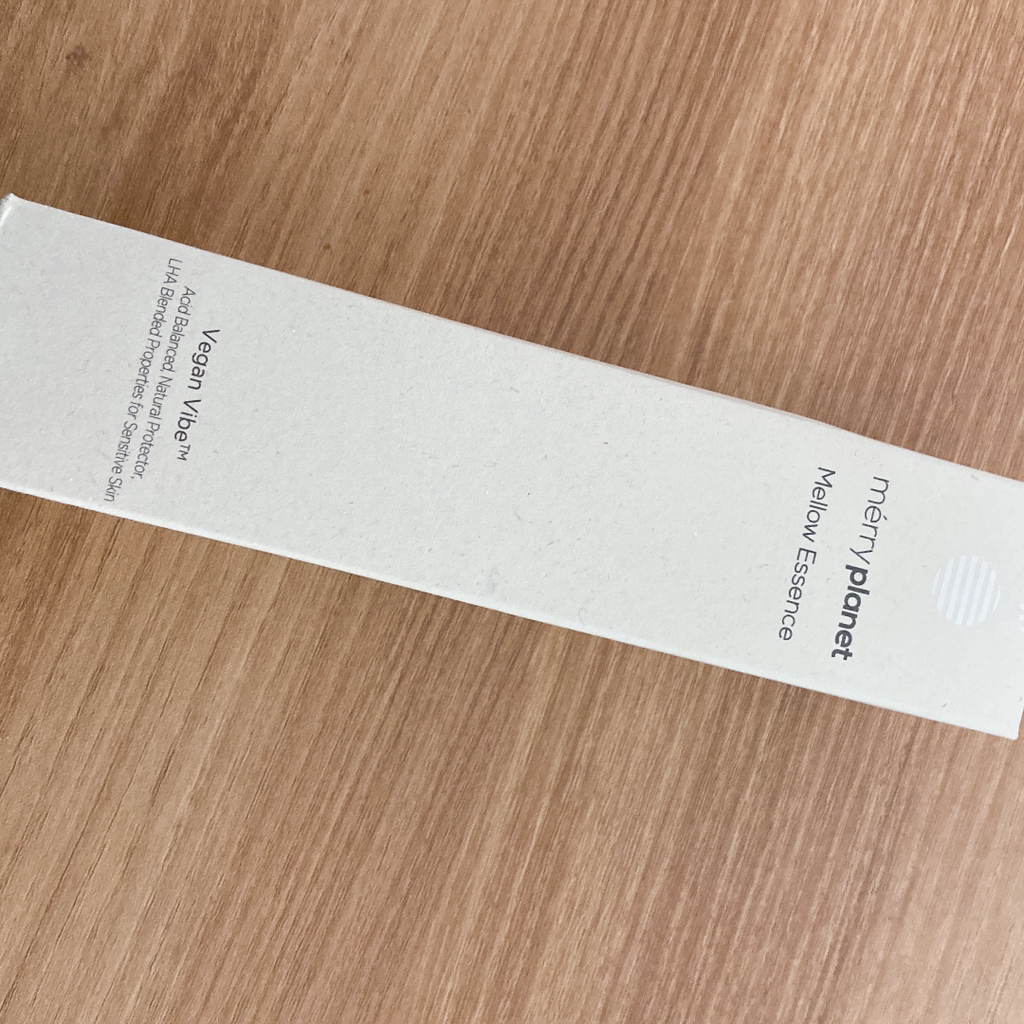 mérryplanet
Mellow Essence
Vegan Vibe™
Acid Balanced, Natural Protector,
LHA Blended Properties for Sensitive Skin